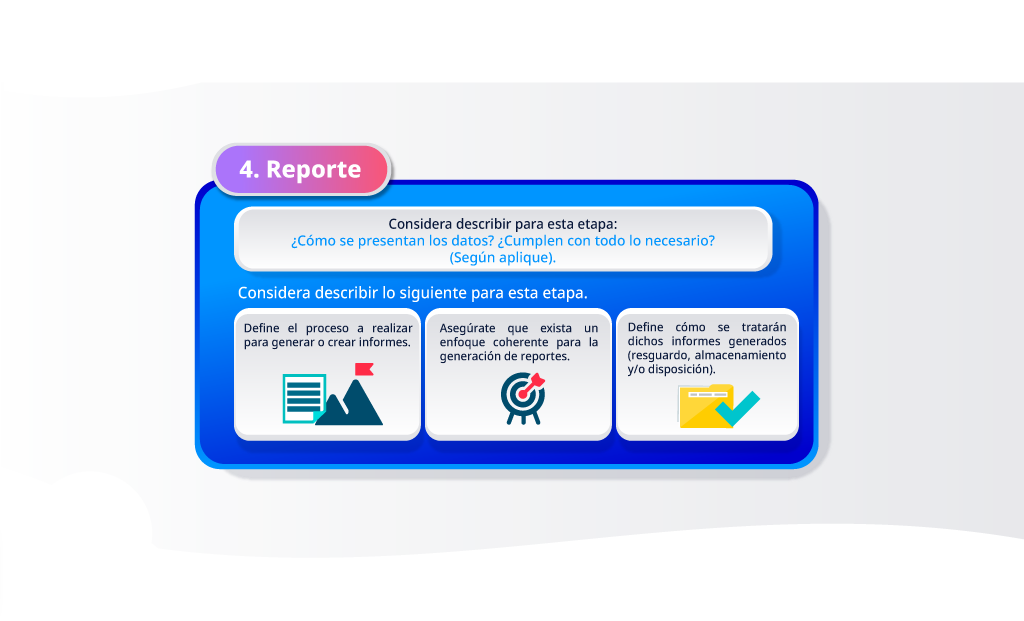 4. Reporte
Considera describir para esta etapa:
¿Cómo se presentan los datos? ¿Cumplen con todo lo necesario?
(Según aplique).
Considera describir lo siguiente para esta etapa.
Define el proceso a realizar
para generar o crear informes.
Asegúrate que exista un
enfoque coherente para la
generación de reportes.
Define cómo se tratarán
dichos informes generados
(resguardo, almacenamiento
y/o disposición).